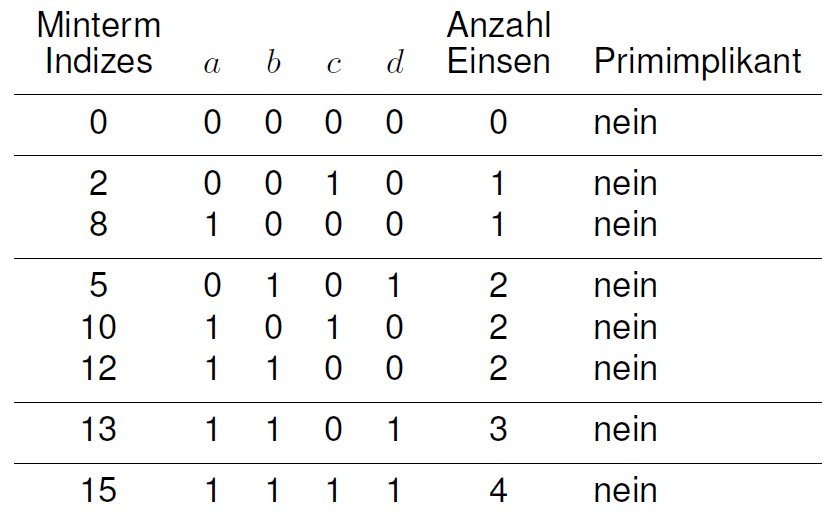 Minterm Anzahl
Indizes a b c d Einsen Primimplikant
0 0 0 0 0 0 nein
2 0 0 1 0 1 nein
8 1 0 0 0 1 nein
5 0 1 0 1 2 nein
10 1 0 1 0 2 nein
12 1 1 0 0 2 nein
13 1 1 0 1 3 nein
15 1 1 1 1 4 nein